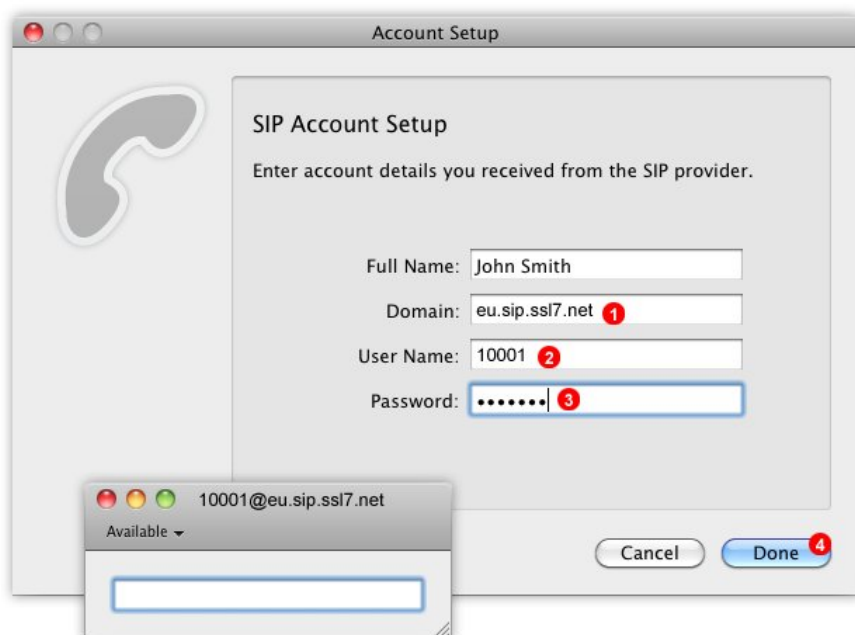 Account Setup
SIP Account Setup
Enter account details you received from the SIP provider.
Full Name: John Smith
Domain: eu.sip.ssl7.net 1
User Name: 10001 2
Password: ••••••• 3
10001@eu.sip.ssl7.net
Available
Cancel Done 4